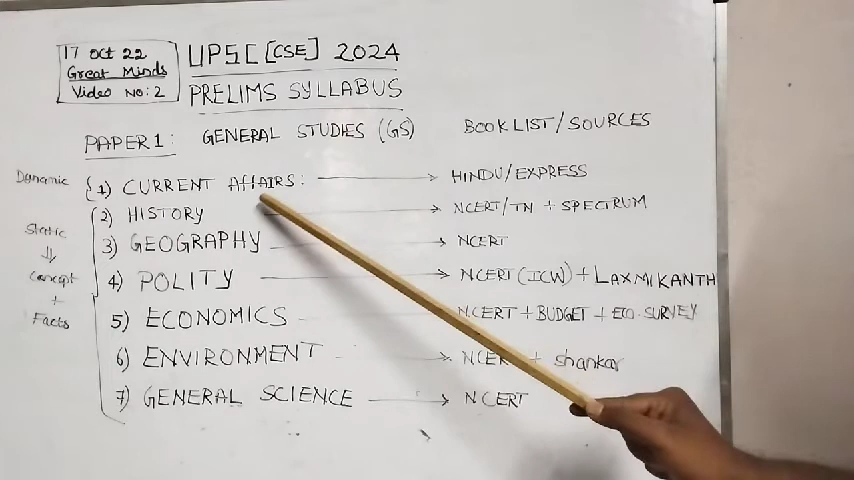 17 Oct 22
Great Minds
Video No: 2
UPSC [CSE] 2024
PRELIMS SYLLABUS
PAPER 1: GENERAL STUDIES (GS) BOOKLIST/SOURCES
Dynamic {1) CURRENT AFFAIRS: → HINDU/EXPRESS
2) HISTORY → NCERT/TN + SPECTRUM
Static
3) GEOGRAPHY → NCERT
⇓
Concept
4) POLITY → NCERT (ICW) + LAXMIKANTH
+
Facts
5) ECONOMICS NCERT + BUDGET + ECO. SURVEY
6) ENVIRONMENT → NCERT + Shankar
7) GENERAL SCIENCE → NCERT